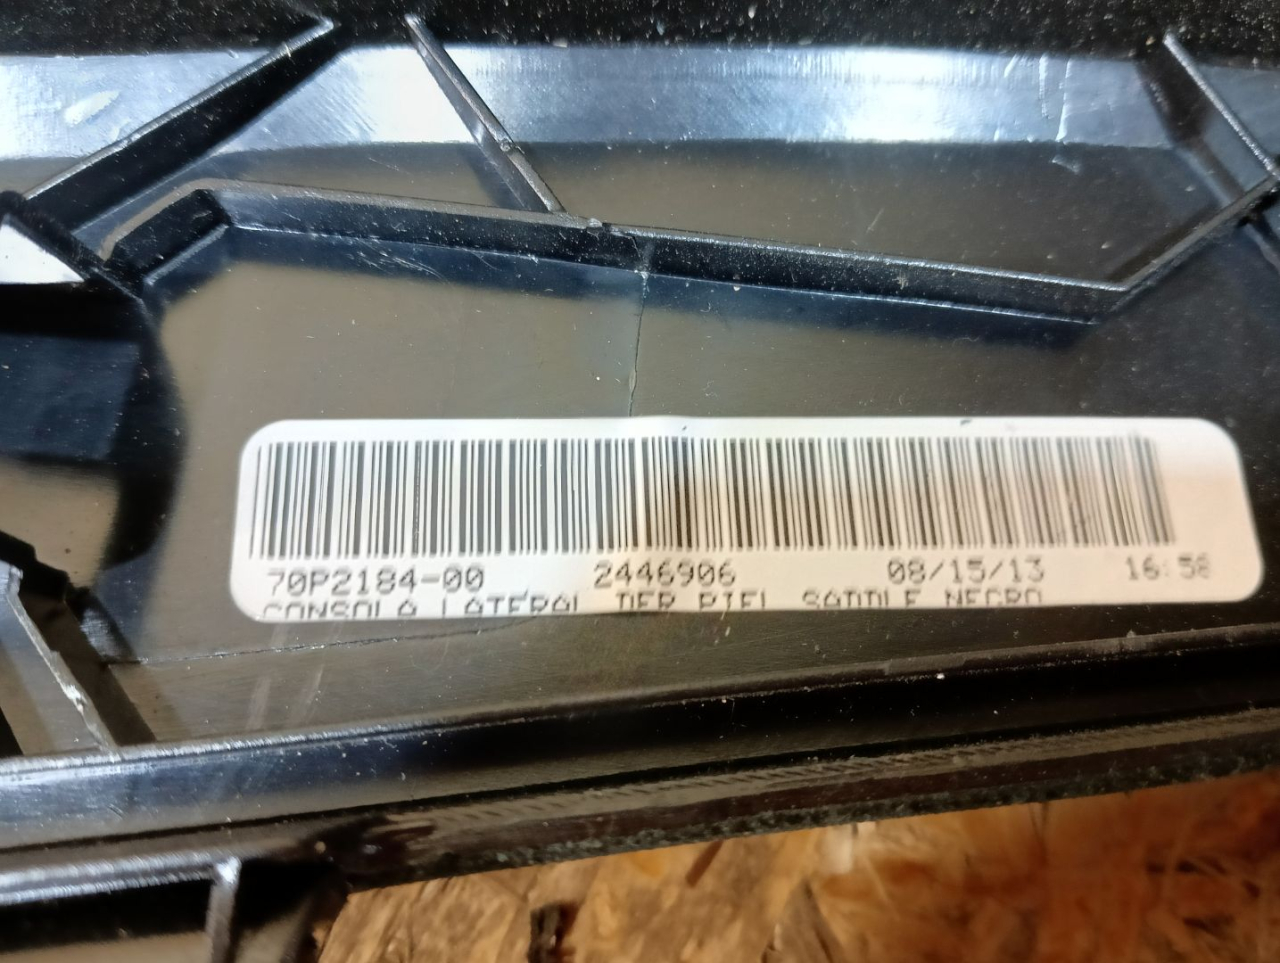 70P2184-00 2446906 08/15/13 16:58
CONSOLA LATERAL DER PIEL SADDLE NEGRO